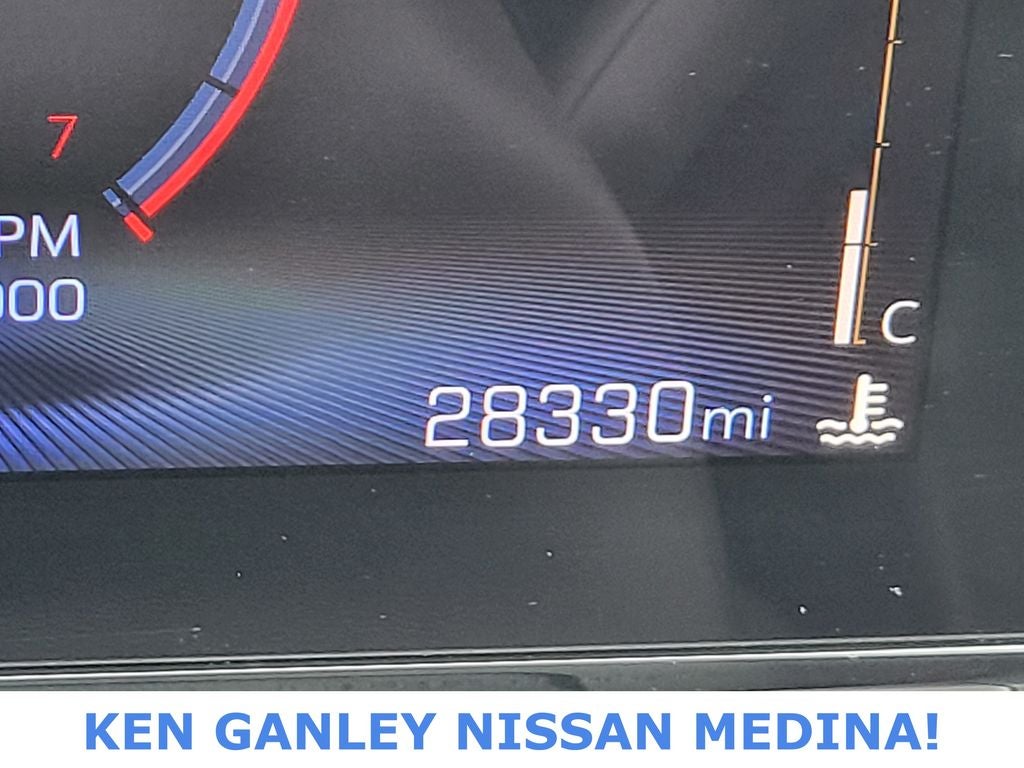 7
PM
000
C
28330mi
KEN GANLEY NISSAN MEDINA!